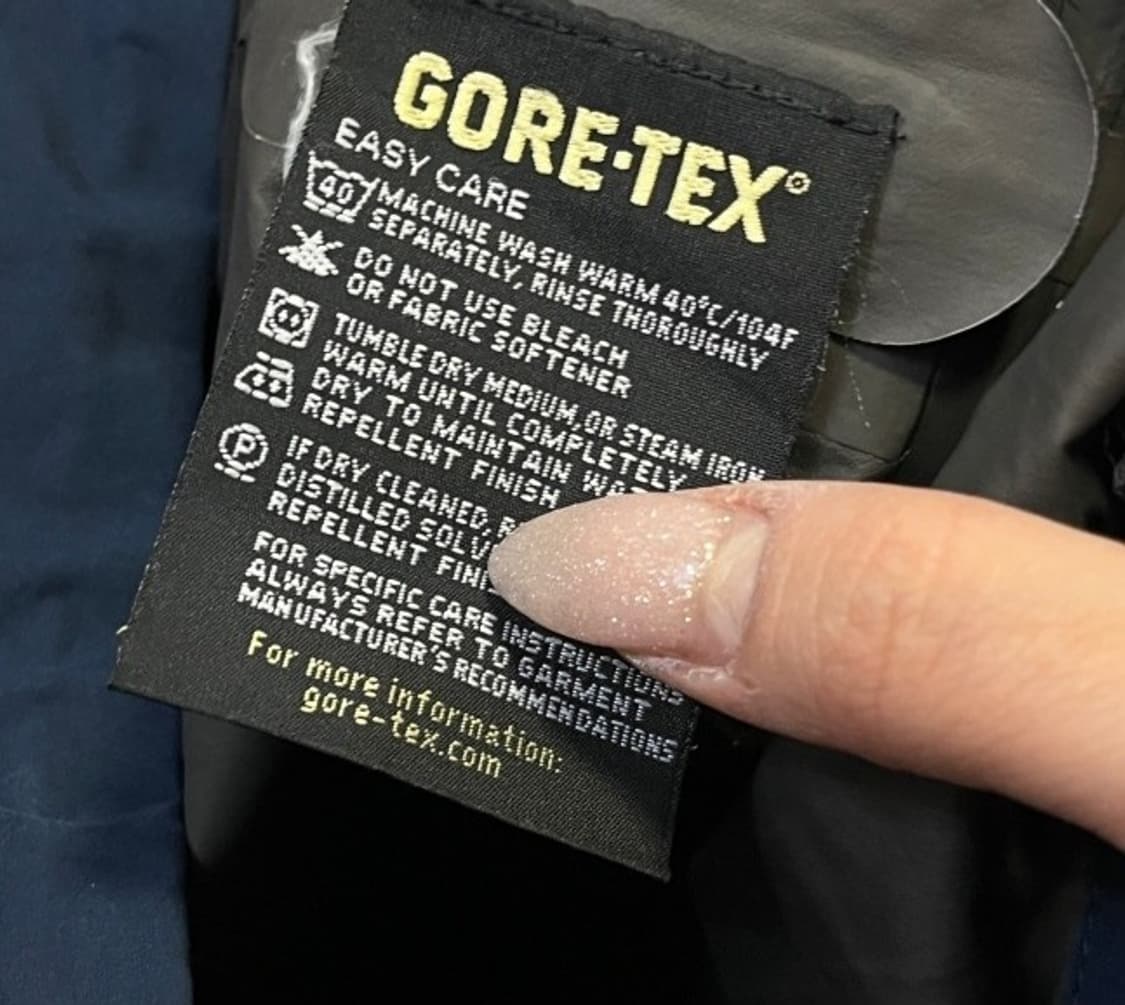 GORE-TEX®
EASY CARE
40 MACHINE WASH WARM 40°C/104F
SEPARATELY, RINSE THOROUGHLY
DO NOT USE BLEACH
OR FABRIC SOFTENER
TUMBLE DRY MEDIUM, OR STEAM IRON
WARM UNTIL COMPLETELY
DRY TO MAINTAIN
REPELLENT FINISH
P IF DRY CLEANED,
DISTILLED
REPELLENT
FOR SPECIFIC CARE INSTRUCTIONS
ALWAYS REFER TO GARMENT
MANUFACTURER'S RECOMMENDATIONS
For more information:
gore-tex.com